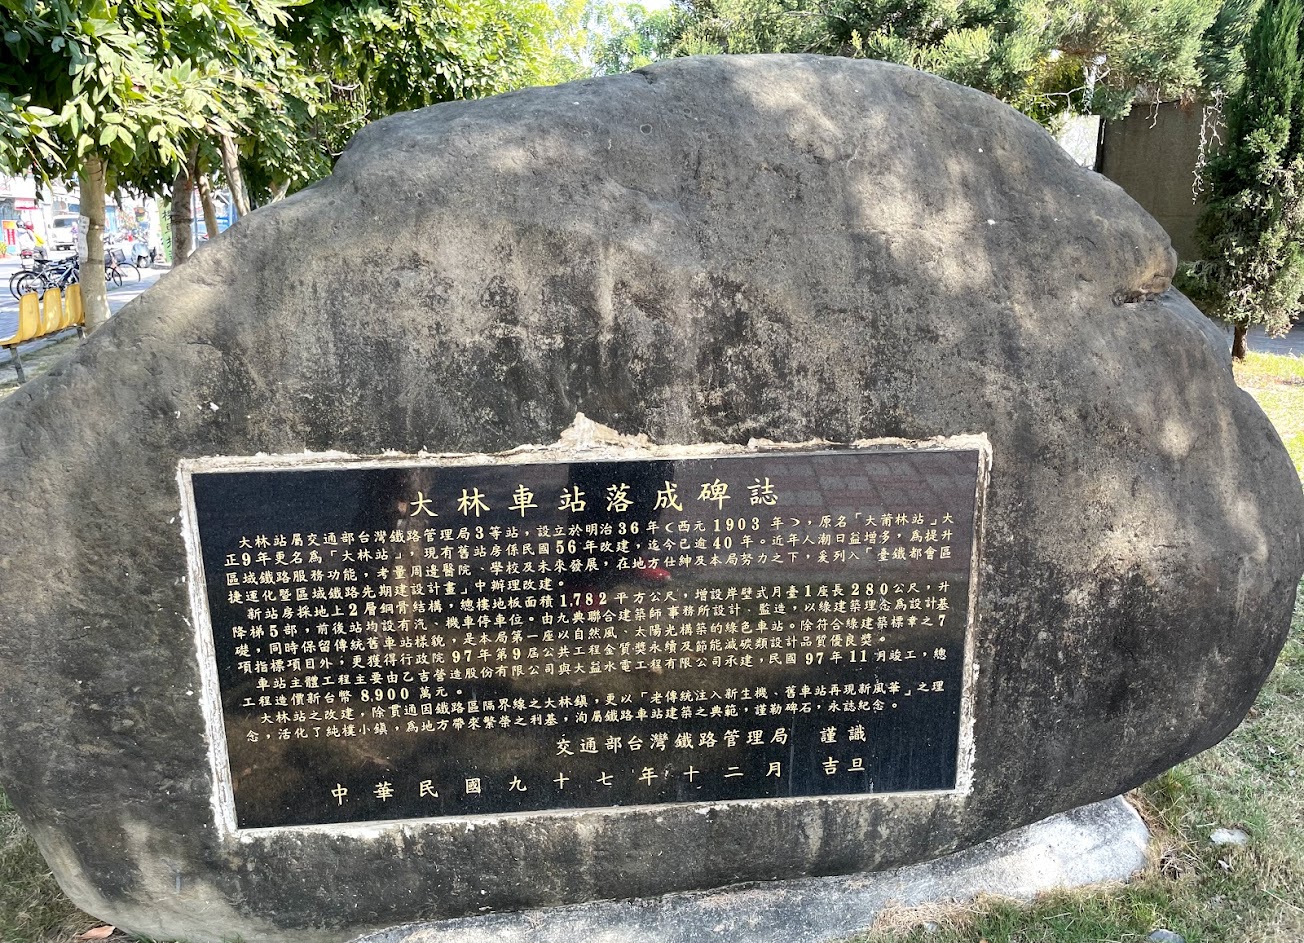 大林車站落成碑誌
大林站屬交通部台灣鐵路管理局3等站，設立於明治36年<西元1903年>，原名「大莆林站」大
正9年更名為「大林站」，現有舊站房係民國56年改建，迄今已逾40年。近年人潮日益增多，為提升
區域鐵路服務功能，考量周邊醫院、學校及未來發展，在地方仕紳及本局努力之下，爰列入「臺鐵都會區
捷運化暨區域鐵路先期建設計畫」中辦理改建。
新站房採地上2層鋼骨結構，總樓地板面積1,782平方公尺，增設岸壁式月臺1座長280公尺，升
降梯5部，前後站均設有汽、機車停車位。由九典聯合建築師事務所設計、監造，以綠建築理念為設計基
礎，同時保留傳統舊車站樣貌，是本局第一座以自然風、太陽光構築的綠色車站。除符合綠建築標章之7
項指標項目外；更獲得行政院97年第9屆公共工程金質獎永續及節能減碳類設計品質優良獎。
車站主體工程主要由乙吉營造股份有限公司與大益水電工程有限公司承建，民國97年11月竣工，總
工程造價新台幣8,900萬元。
大林站之改建，除貫通因鐵路區隔界線之大林鎮，更以「老傳統注入新生機、舊車站再現新風華」之理
念，活化了純樸小鎮，為地方帶來繁榮之利基，洵屬鐵路車站建築之典範，謹勒碑石，永誌紀念。
交通部台灣鐵路管理局 謹識
中華民國九十七年十二月 吉旦